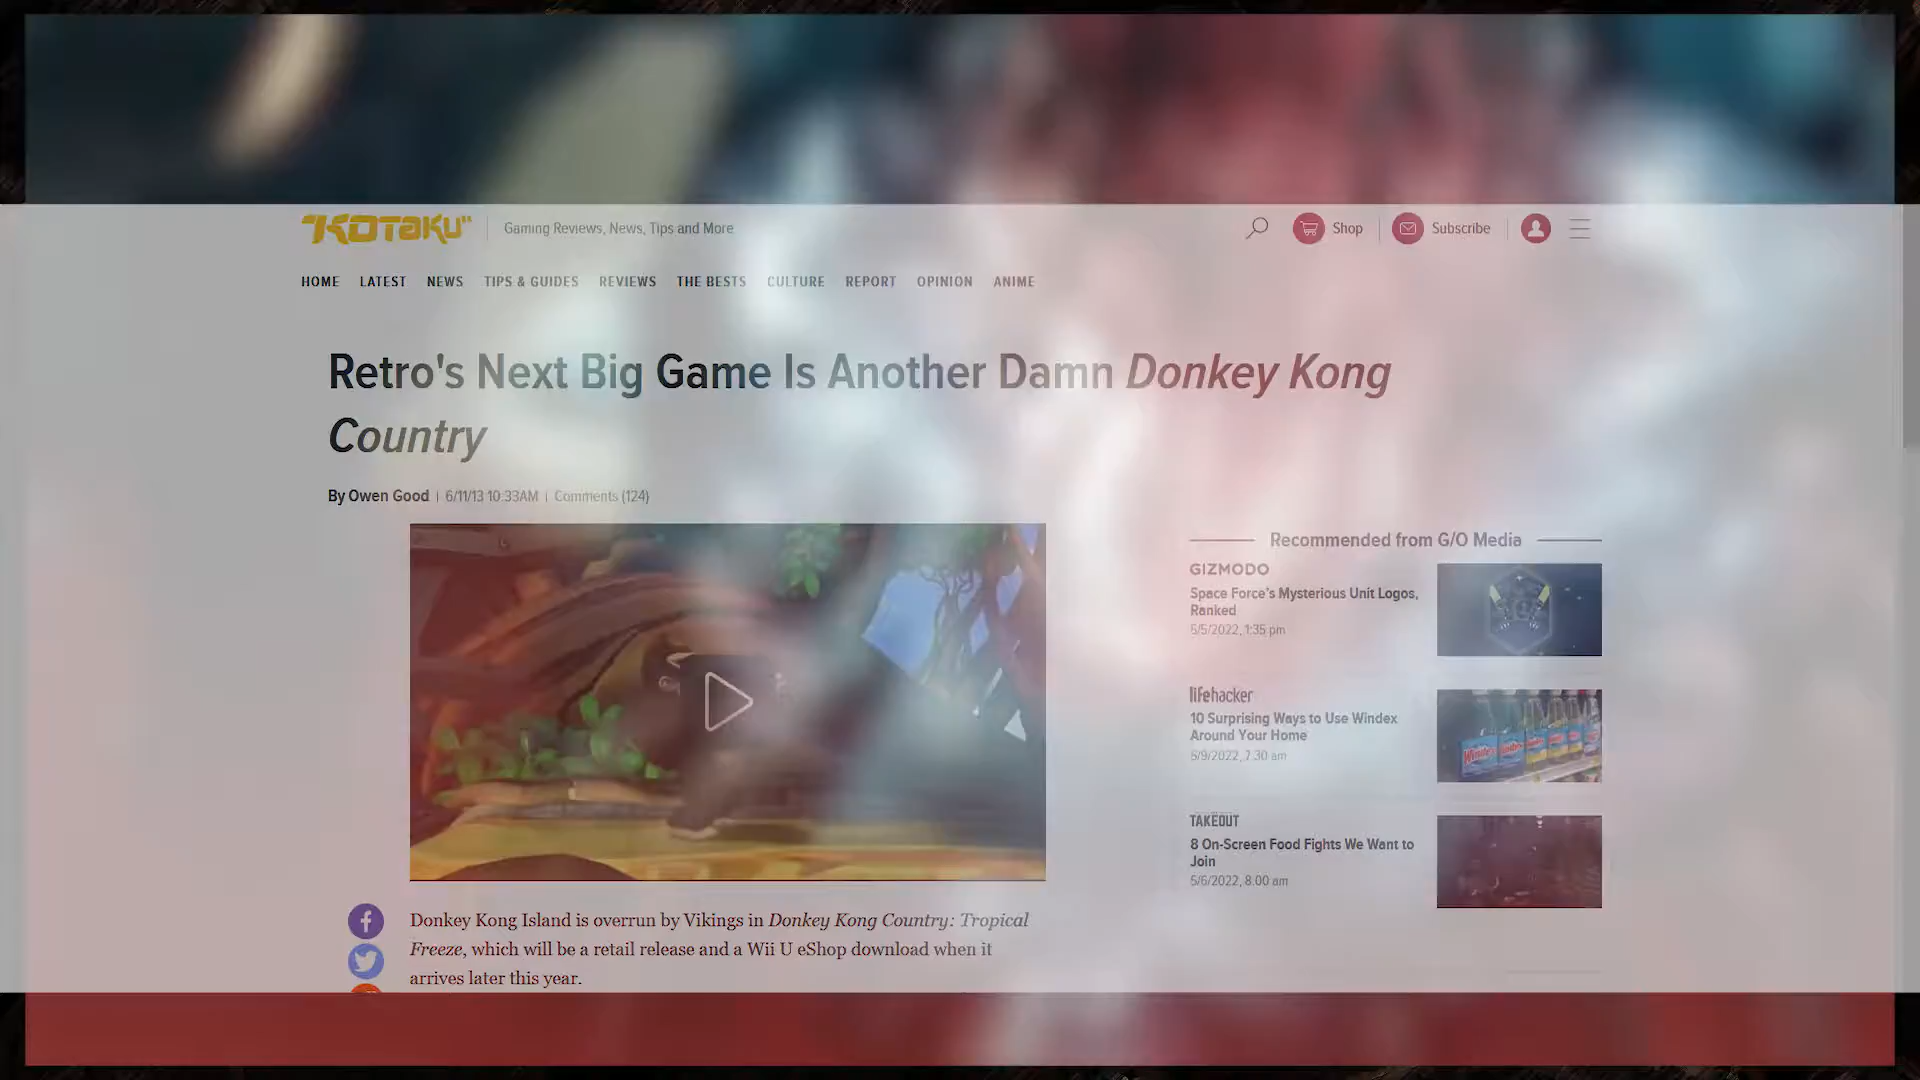 "KOTAKU"
Gaming Reviews, News, Tips and More
Shop
Subscribe
HOME LATEST NEWS TIPS & GUIDES REVIEWS THE BESTS CULTURE REPORT OPINION ANIME
Retro's Next Big Game Is Another Damn Donkey Kong
Country
By Owen Good | 6/11/13 10:33AM | Comments (124)
Recommended from G/O Media
GIZMODO
Space Force's Mysterious Unit Logos,
Ranked
5/5/2022, 1:35 pm
lifehacker
10 Surprising Ways to Use Windex
Around Your Home
5/9/2022, 7:30 am
Windex
TAKEOUT
8 On-Screen Food Fights We Want to
Join
5/6/2022, 8:00 am
Donkey Kong Island is overrun by Vikings in Donkey Kong Country: Tropical
Freeze, which will be a retail release and a Wii U eShop download when it
arrives later this year.